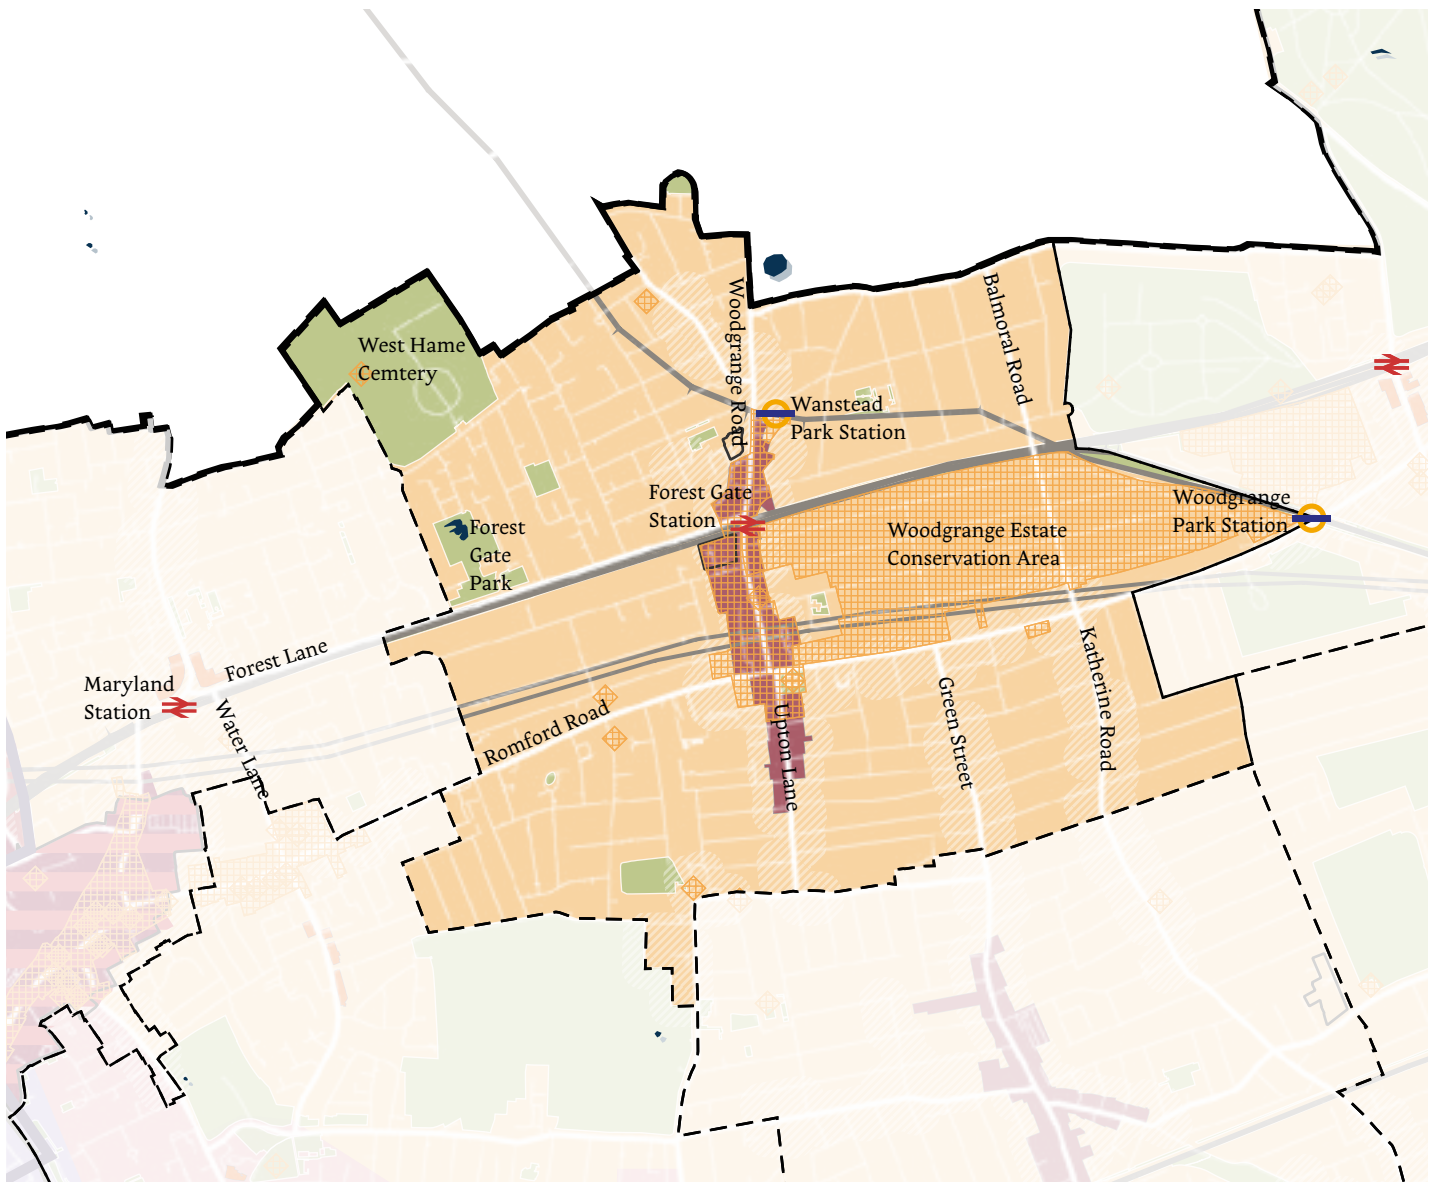 Woodgrange Road
Balmoral Road
West Hame
Cemtery
Wanstead
Park Station
Forest Gate
Station
Woodgrange
Park Station
Forest
Gate
Park
Woodgrange Estate
Conservation Area
Forest Lane
Maryland
Station
Water Lane
Romford Road
Upton Lane
Green Street
Katherine Road